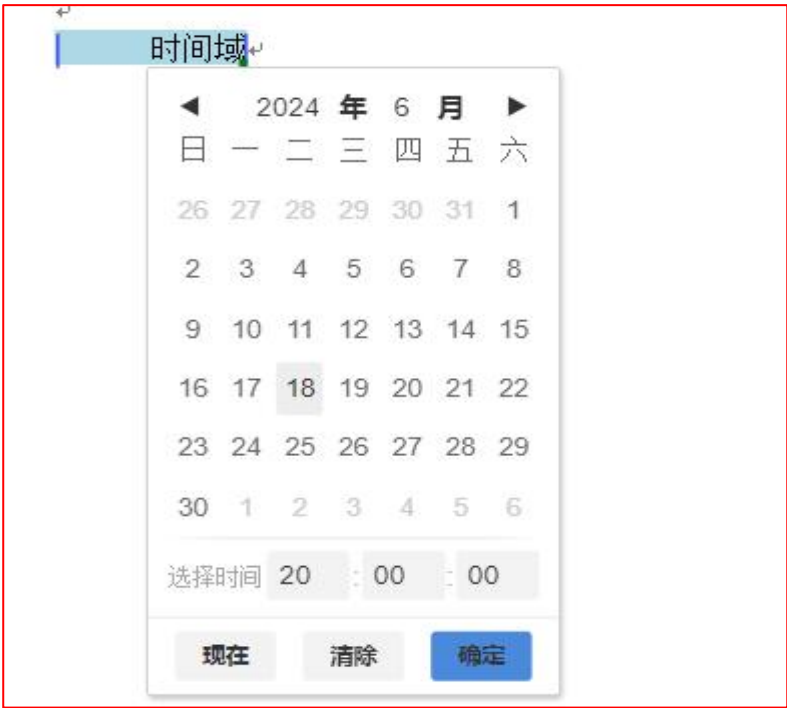 时间域
◀ 2024 年 6 月 ▶
日 一 二 三 四 五 六
26 27 28 29 30 31 1
2 3 4 5 6 7 8
9 10 11 12 13 14 15
16 17 18 19 20 21 22
23 24 25 26 27 28 29
30 1 2 3 4 5 6
选择时间 20 : 00 : 00
现在 清除 确定